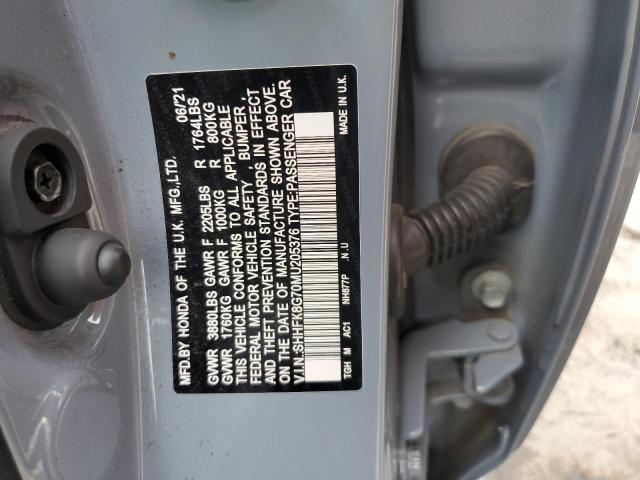 MFD.BY HONDA OF THE U.K. MFG.,LTD. 06/21
GVWR 3880LBS GAWR F 2205LBS R 1764LBS
GVWR 1760KG GAWR F 1000KG R 800KG
THIS VEHICLE CONFORMS TO ALL APPLICABLE
FEDERAL MOTOR VEHICLE SAFETY, BUMPER,
AND THEFT PREVENTION STANDARDS IN EFFECT
ON THE DATE OF MANUFACTURE SHOWN ABOVE.
V.I.N.:SHHFK8G70MU205376 TYPE:PASSENGER CAR
TGH M AC1 NH877P .N.U MADE IN U.K.